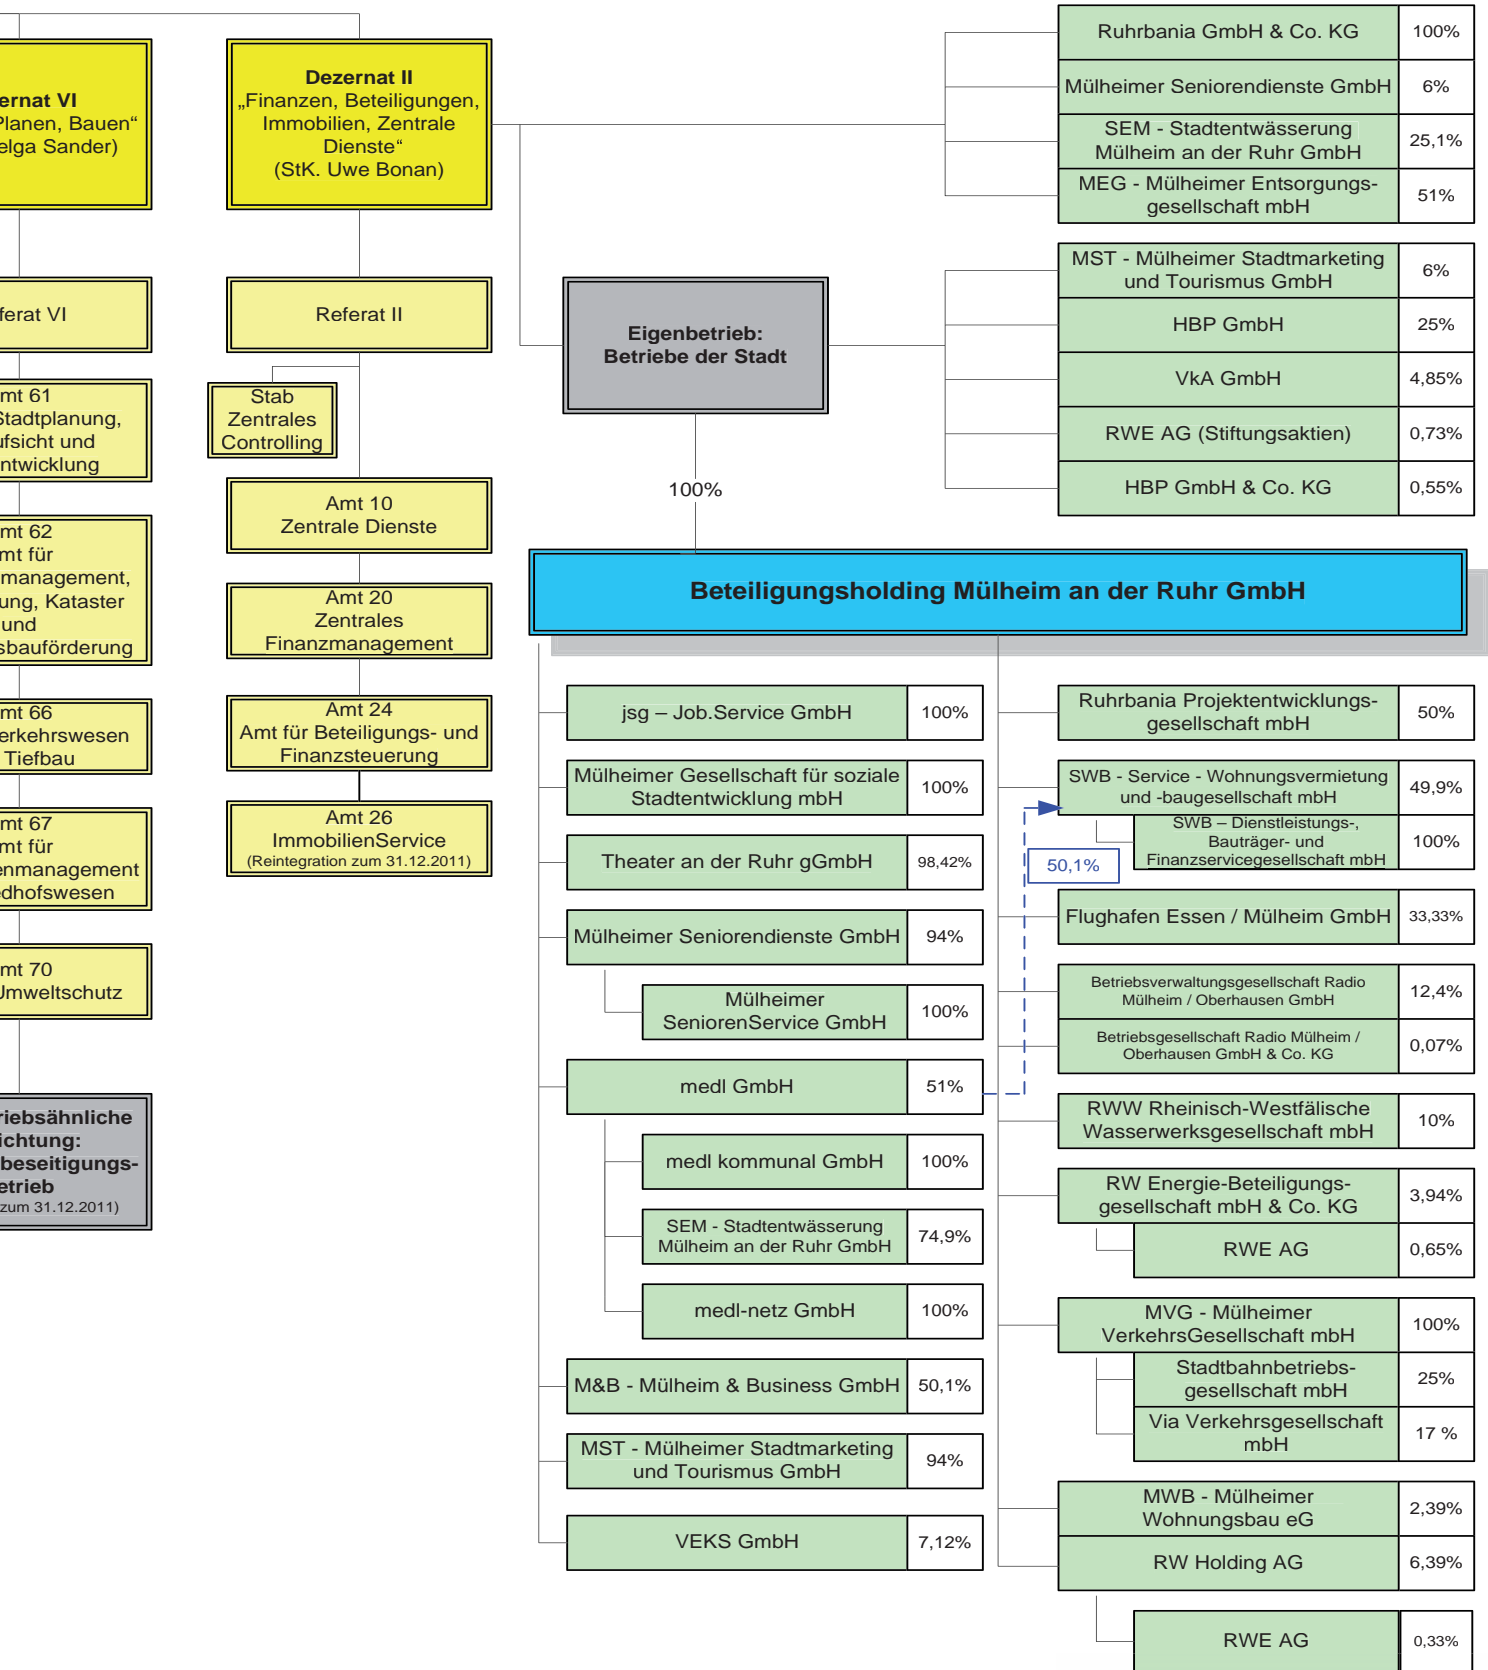 ernat VI
Planen, Bauen“
elga Sander)
ferat VI
mt 61
Stadtplanung,
ufsicht und
ntwicklung
mt 62
mt für
management,
ung, Kataster
und
sbauförderung
mt 66
erkehrswesen
Tiefbau
mt 67
mt für
enmanagement
edhofswesen
mt 70
Umweltschutz
riebsähnliche
ichtung:
beseitigungs-
etrieb
zum 31.12.2011)
Dezernat II
„Finanzen, Beteiligungen,
Immobilien, Zentrale
Dienste“
(StK. Uwe Bonan)
Referat II
Stab
Zentrales
Controlling
Amt 10
Zentrale Dienste
Amt 20
Zentrales
Finanzmanagement
Amt 24
Amt für Beteiligungs- und
Finanzsteuerung
Amt 26
ImmobilienService
(Reintegration zum 31.12.2011)
Ruhrbania GmbH & Co. KG 100%
Mülheimer Seniorendienste GmbH 6%
SEM - Stadtentwässerung
Mülheim an der Ruhr GmbH 25,1%
MEG - Mülheimer Entsorgungs-
gesellschaft mbH 51%
Eigenbetrieb:
Betriebe der Stadt
MST - Mülheimer Stadtmarketing
und Tourismus GmbH 6%
HBP GmbH 25%
VkA GmbH 4,85%
RWE AG (Stiftungsaktien) 0,73%
HBP GmbH & Co. KG 0,55%
100%
Beteiligungsholding Mülheim an der Ruhr GmbH
jsg – Job.Service GmbH 100%
Mülheimer Gesellschaft für soziale
Stadtentwicklung mbH 100%
Theater an der Ruhr gGmbH 98,42%
Mülheimer Seniorendienste GmbH 94%
Mülheimer
SeniorenService GmbH 100%
medl GmbH 51%
medl kommunal GmbH 100%
SEM - Stadtentwässerung
Mülheim an der Ruhr GmbH 74,9%
medl-netz GmbH 100%
M&B - Mülheim & Business GmbH 50,1%
MST - Mülheimer Stadtmarketing
und Tourismus GmbH 94%
VEKS GmbH 7,12%
Ruhrbania Projektentwicklungs-
gesellschaft mbH 50%
SWB - Service - Wohnungsvermietung
und -baugesellschaft mbH 49,9%
SWB – Dienstleistungs-,
Bauträger- und
Finanzservicegesellschaft mbH 100%
50,1%
Flughafen Essen / Mülheim GmbH 33,33%
Betriebsverwaltungsgesellschaft Radio
Mülheim / Oberhausen GmbH 12,4%
Betriebsgesellschaft Radio Mülheim /
Oberhausen GmbH & Co. KG 0,07%
RWW Rheinisch-Westfälische
Wasserwerksgesellschaft mbH 10%
RW Energie-Beteiligungs-
gesellschaft mbH & Co. KG 3,94%
RWE AG 0,65%
MVG - Mülheimer
VerkehrsGesellschaft mbH 100%
Stadtbahnbetriebs-
gesellschaft mbH 25%
Via Verkehrsgesellschaft
mbH 17 %
MWB - Mülheimer
Wohnungsbau eG 2,39%
RW Holding AG 6,39%
RWE AG 0,33%